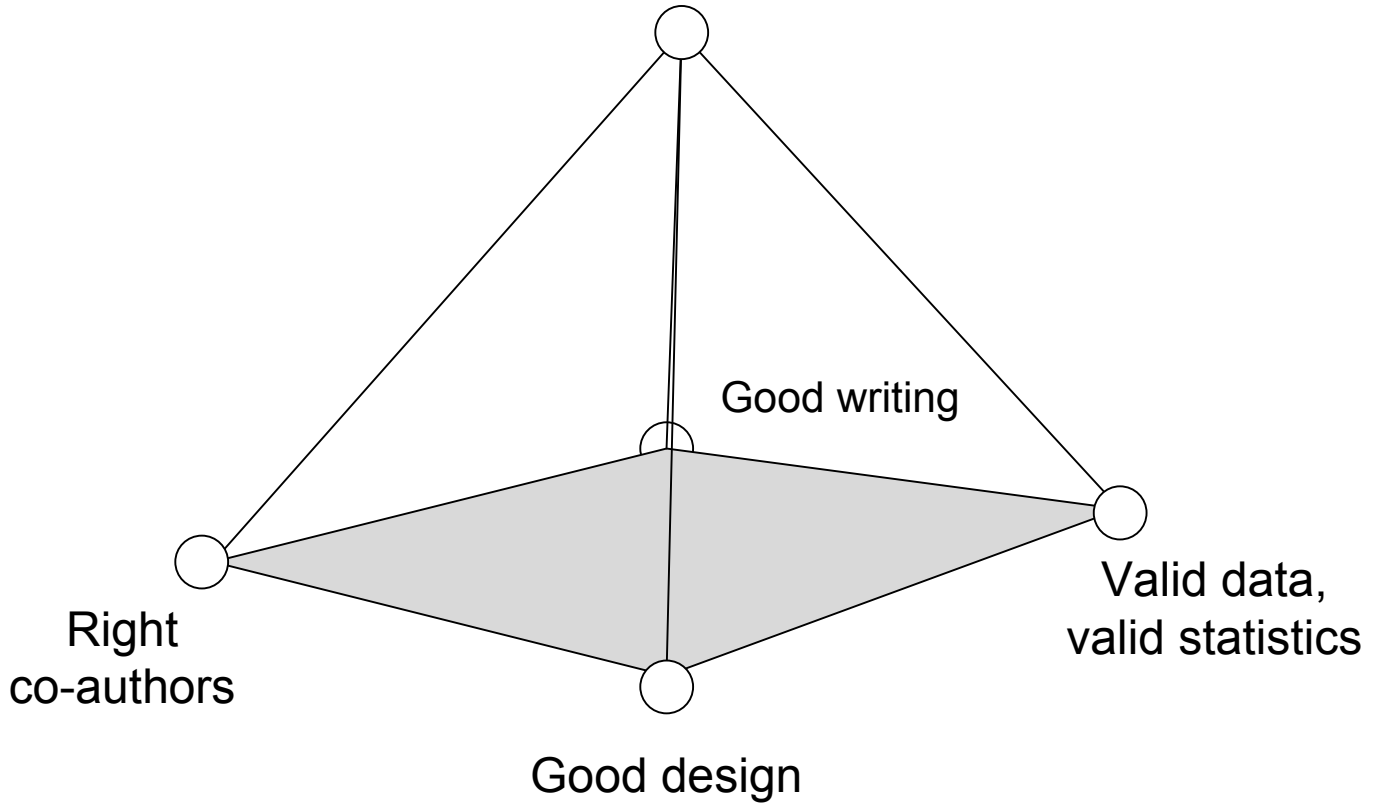 Good writing
Right
co-authors
Valid data,
valid statistics
Good design